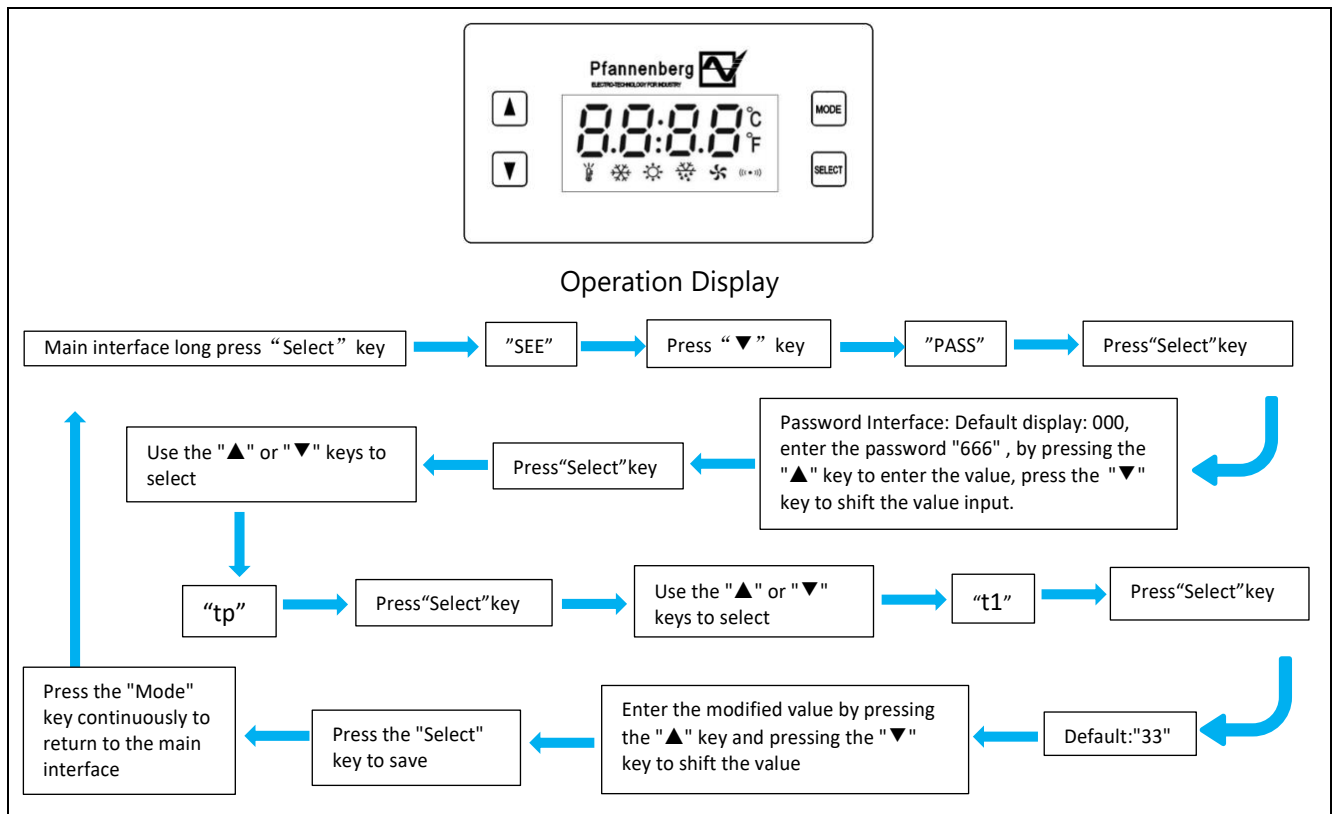 Pfannenberg
ELECTRO-TECHNOLOGY FOR INDUSTRY
▲
▼
88:88
°C
°F
MODE
SELECT
Operation Display
Main interface long press “Select” key
"SEE"
Press “▼” key
"PASS"
Press“Select”key
Password Interface: Default display: 000,
enter the password "666" , by pressing the
"▲" key to enter the value, press the "▼"
key to shift the value input.
Press“Select”key
Use the "▲" or "▼" keys to
select
“tp”
Press“Select”key
Use the "▲" or "▼"
keys to select
“t1”
Press“Select”key
Default:"33"
Enter the modified value by pressing
the "▲" key and pressing the "▼"
key to shift the value
Press the "Select"
key to save
Press the "Mode"
key continuously to
return to the main
interface